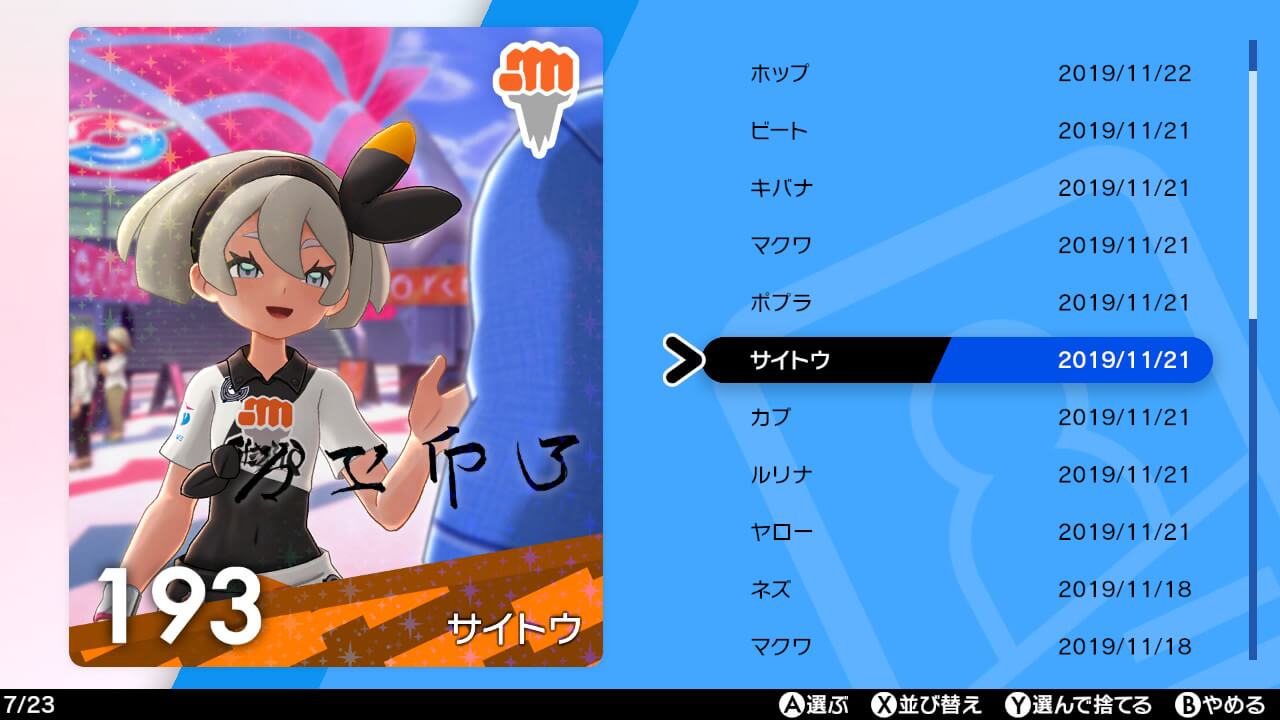 193
サイトウ
ホップ 2019/11/22
ビート 2019/11/21
キバナ 2019/11/21
マクワ 2019/11/21
ポプラ 2019/11/21
サイトウ 2019/11/21
カブ 2019/11/21
ルリナ 2019/11/21
ヤロー 2019/11/21
ネズ 2019/11/18
マクワ 2019/11/18
7/23
A選ぶ X並び替え Y選んで捨てる Bやめる